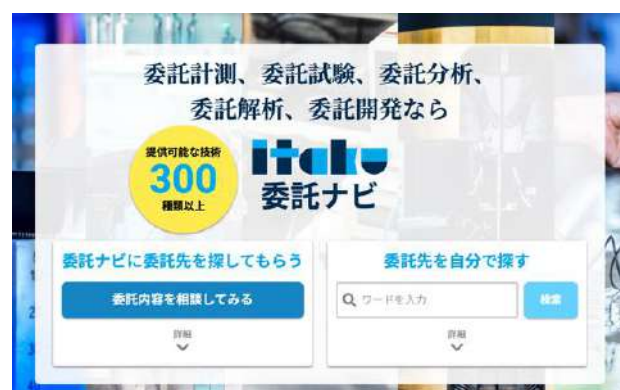 委託計測、委託試験、委託分析、
委託解析、委託開発なら
提供可能な技術
300
種類以上
itaku
委託ナビ
委託ナビに委託先を探してもらう
委託内容を相談してみる
詳細
委託先を自分で探す
ワードを入力
検索
詳細